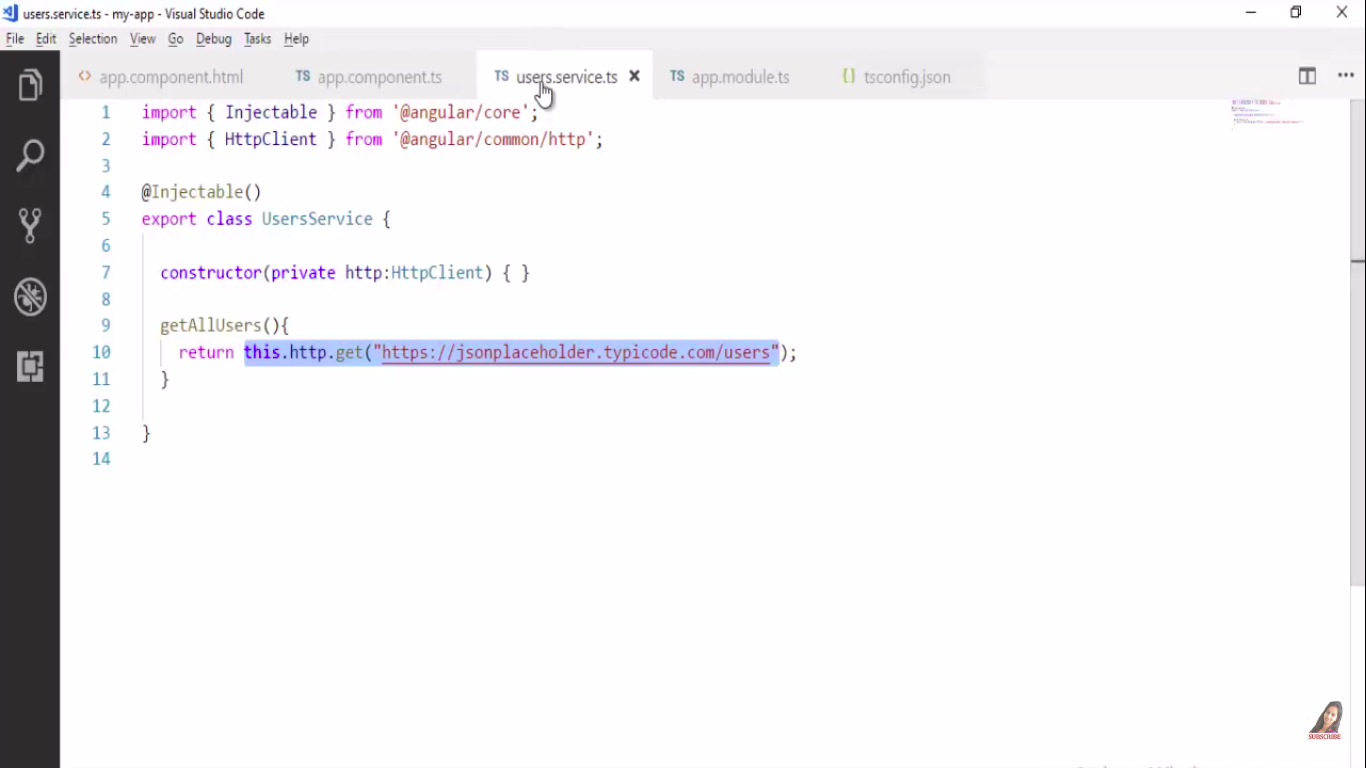 users.service.ts - my-app - Visual Studio Code
File Edit Selection View Go Debug Tasks Help
<> app.component.html TS app.component.ts TS users.service.ts × TS app.module.ts {} tsconfig.json
1 import { Injectable } from '@angular/core';
2 import { HttpClient } from '@angular/common/http';
3
4 @Injectable()
5 export class UsersService {
6
7 constructor(private http:HttpClient) { }
8
9 getAllUsers(){
10 return this.http.get("https://jsonplaceholder.typicode.com/users");
11 }
12
13 }
14
SUBSCRIBE